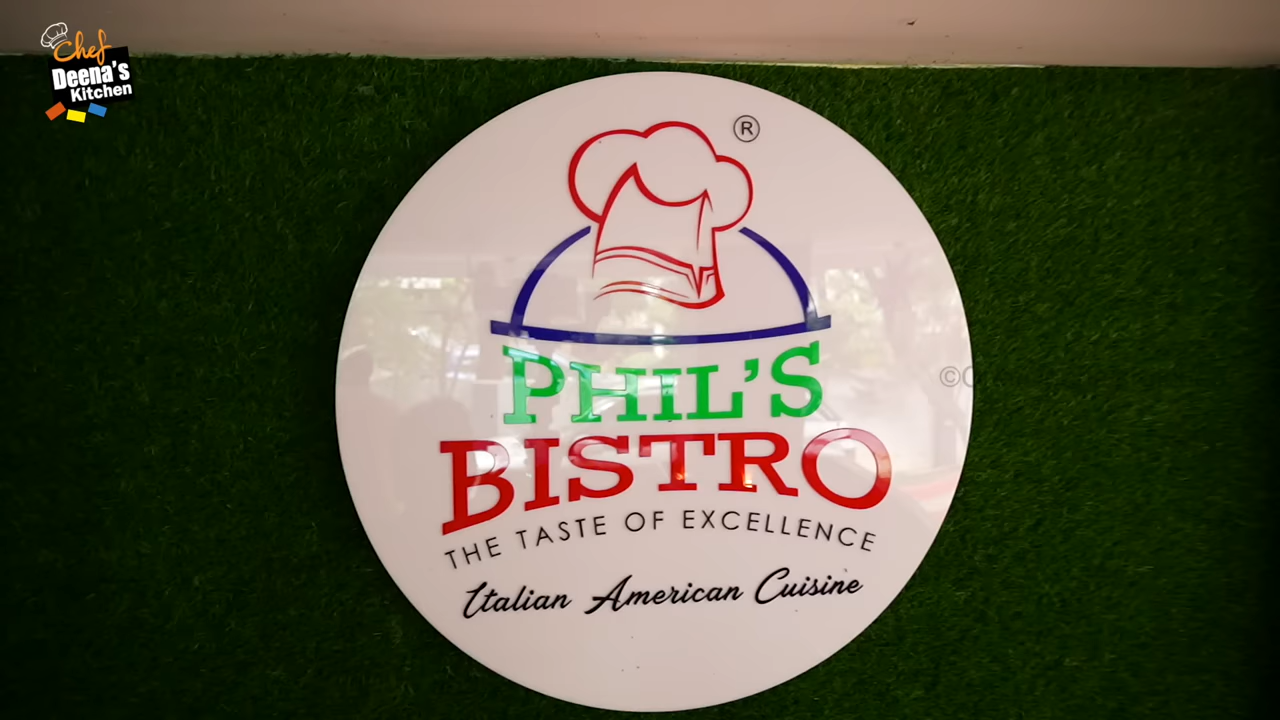 Chef
Deena's
Kitchen
®
PHIL'S
BISTRO
THE TASTE OF EXCELLENCE
Italian American Cuisine